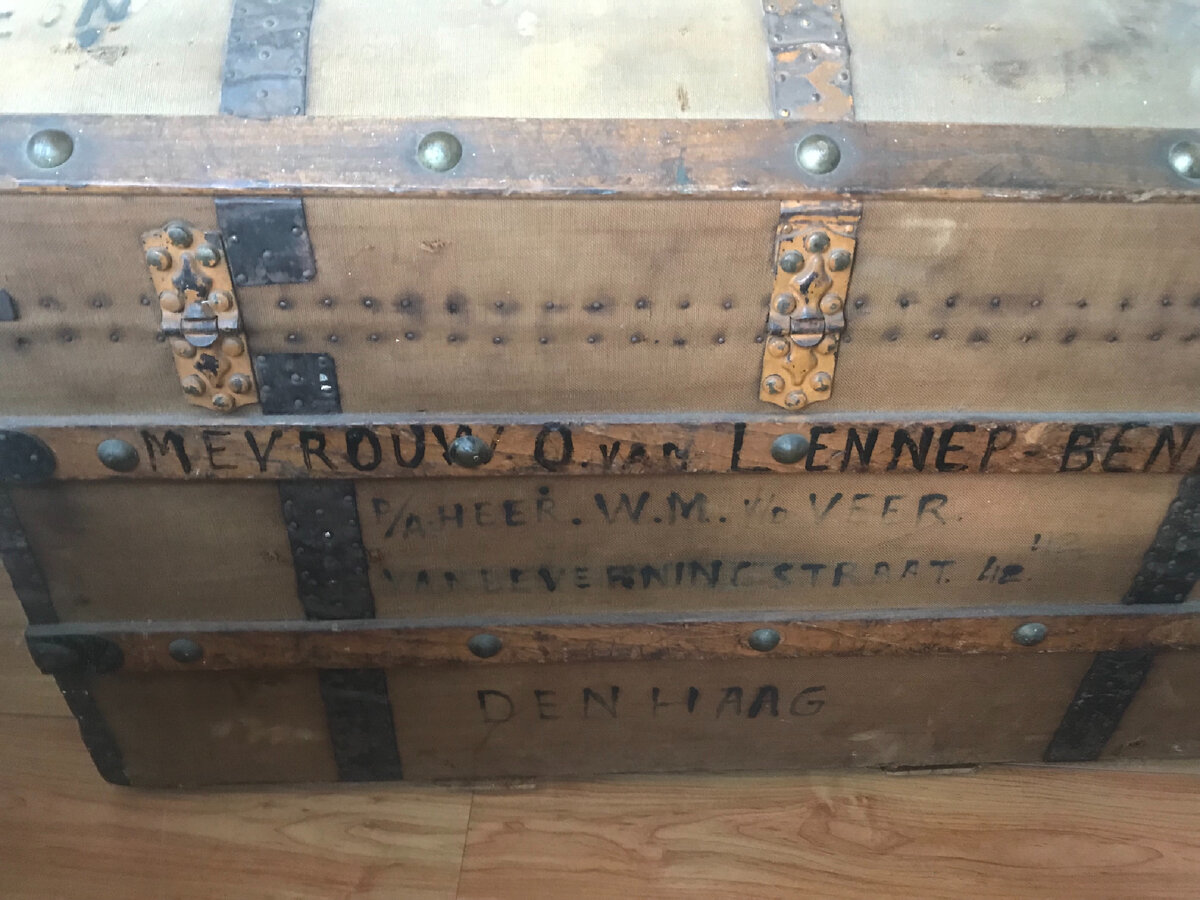 MEVROUW. O. van LENNEP-BEN
P/A. HEER. W.M. v/d VEER.
VAN LEVERNINGSTRAAT. 42.
DEN HAAG